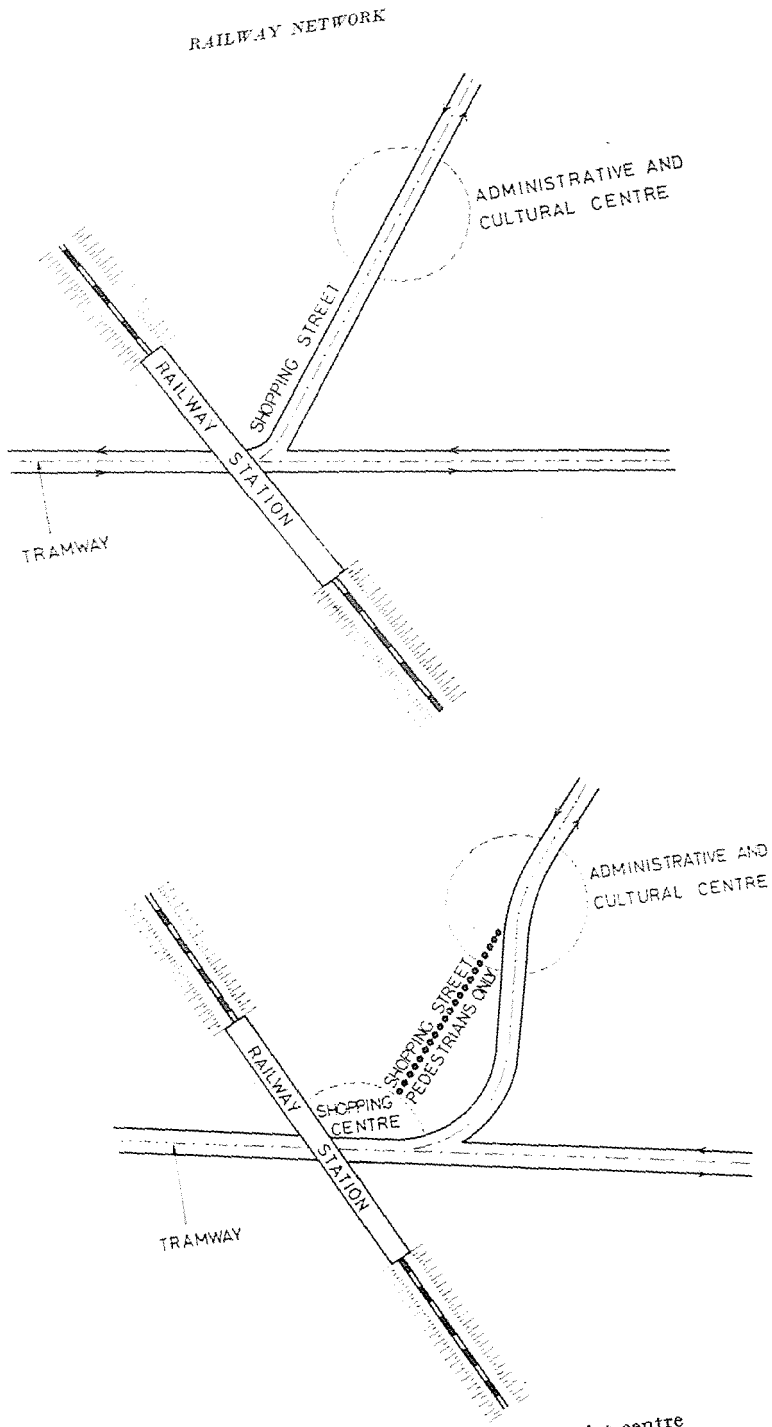 RAILWAY NETWORK
ADMINISTRATIVE AND
CULTURAL CENTRE
SHOPPING STREET
RAILWAY STATION
TRAMWAY
ADMINISTRATIVE AND
CULTURAL CENTRE
SHOPPING STREET
PEDESTRIANS ONLY
SHOPPING
CENTRE
RAILWAY STATION
TRAMWAY
centre